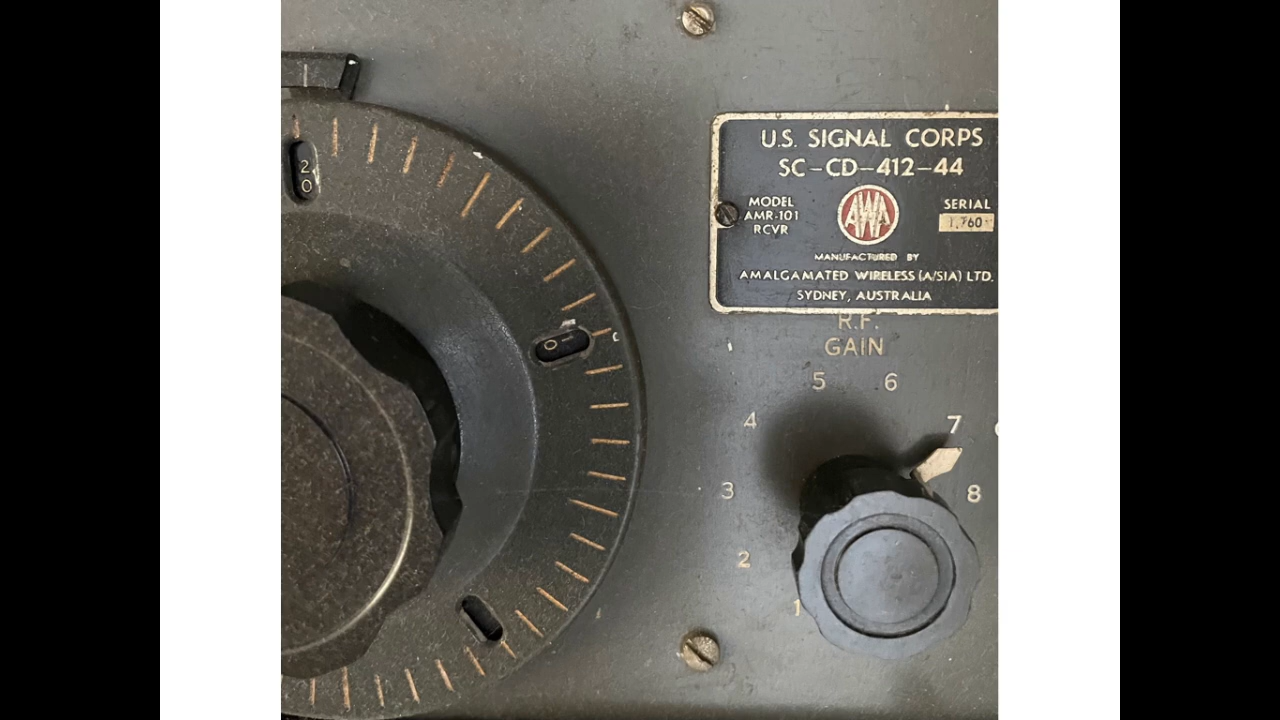 20
10
U.S. SIGNAL CORPS
SC-CD-412-44
MODEL
AMR-101
RCVR
AWA
SERIAL
1,760
MANUFACTURED BY
AMALGAMATED WIRELESS (A/SIA) LTD.
SYDNEY, AUSTRALIA
R.F.
GAIN
5 6
4 7
3 8
2
1